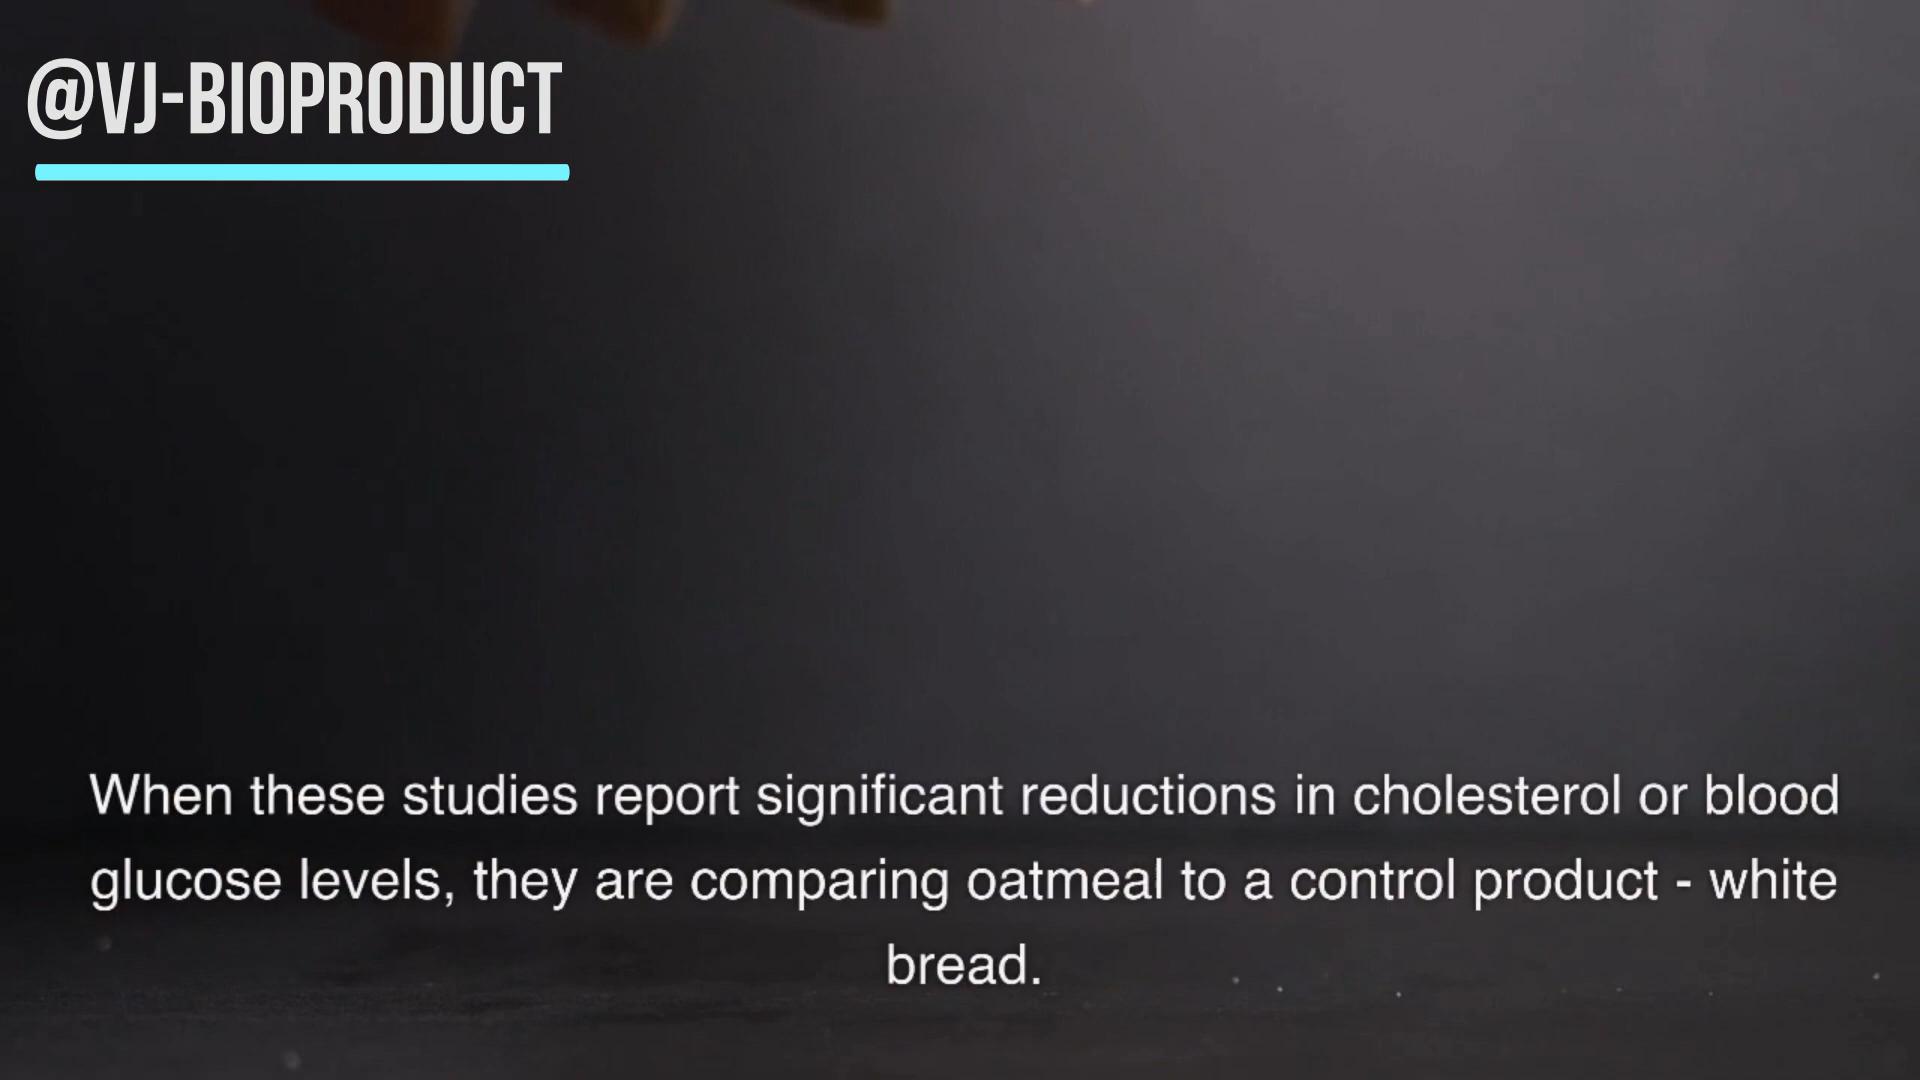 @VJ-BIOPRODUCT
When these studies report significant reductions in cholesterol or blood
glucose levels, they are comparing oatmeal to a control product - white
bread.